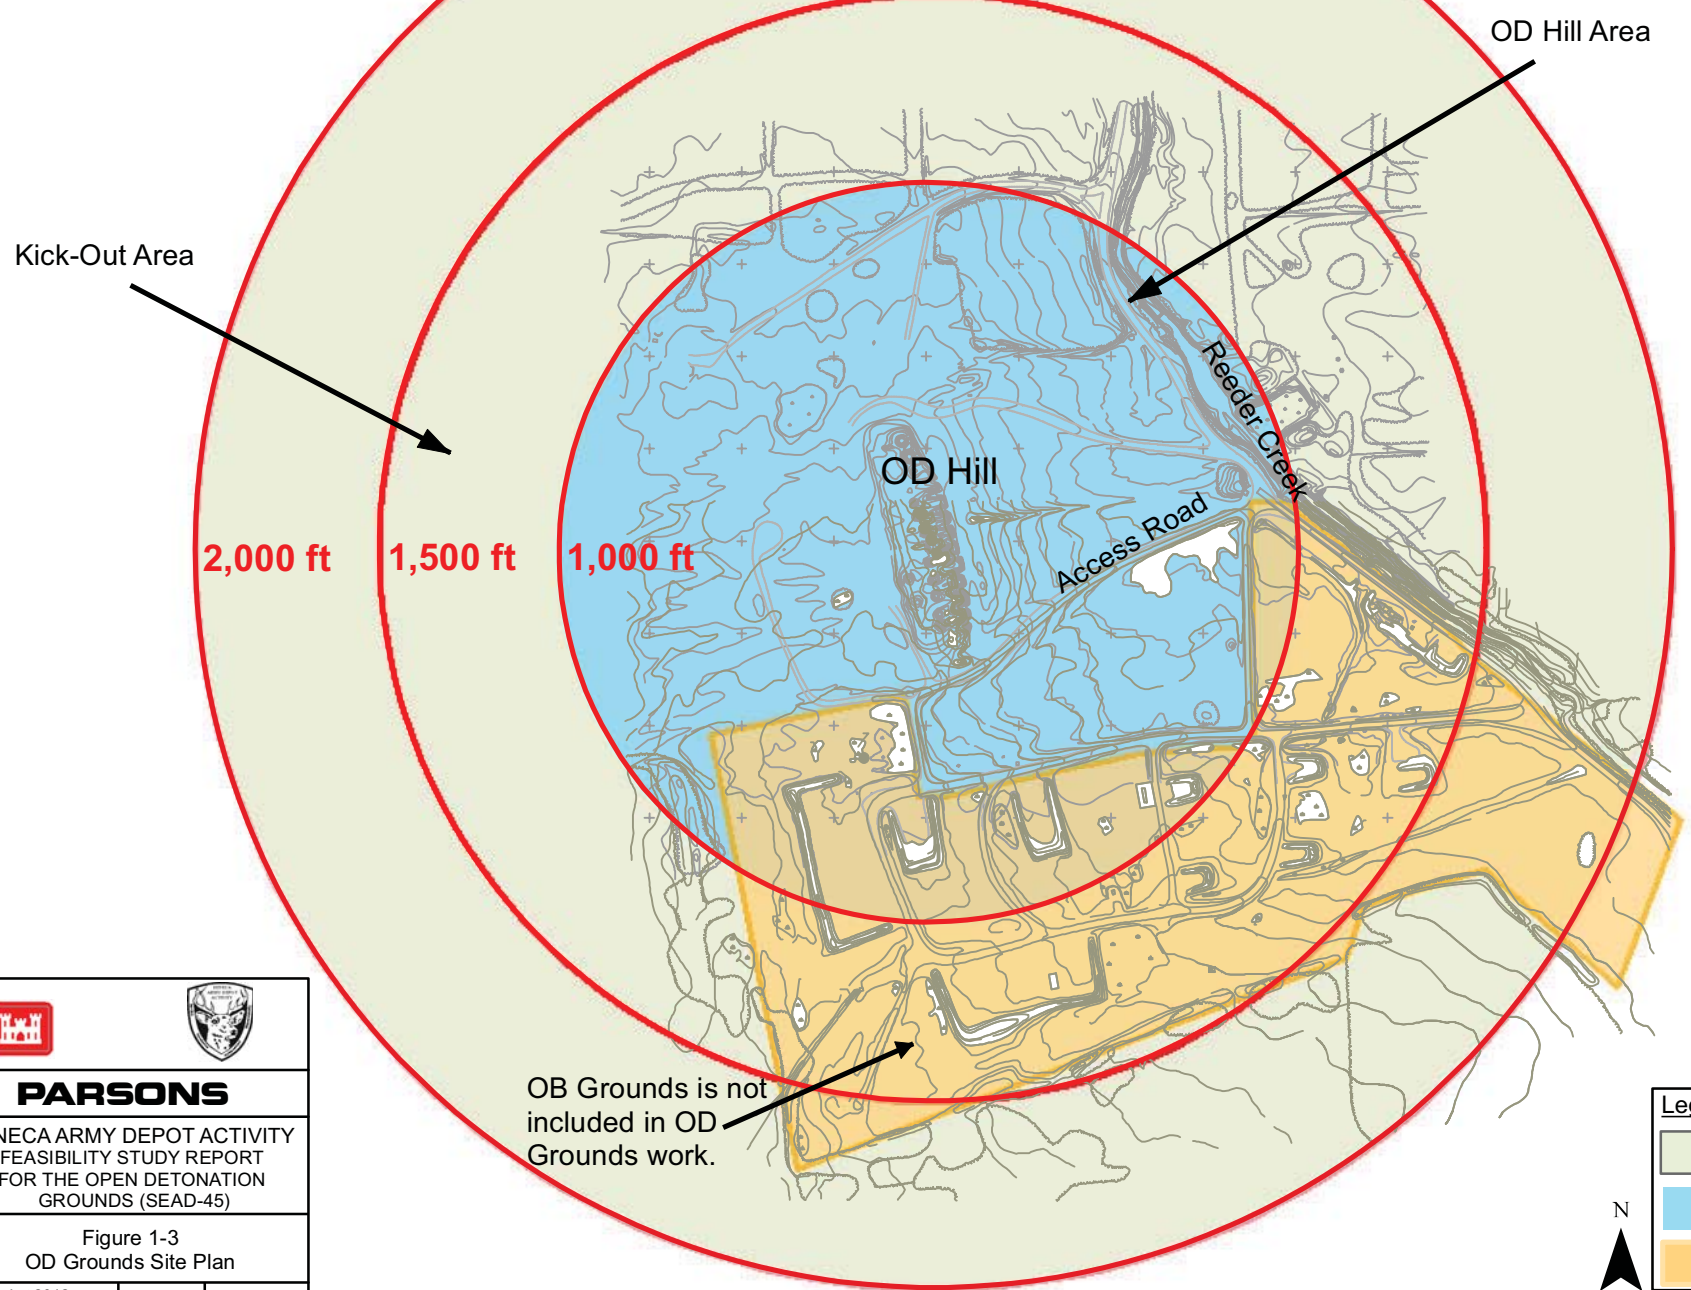 OD Hill Area
Kick-Out Area
Reeder Creek
OD Hill
Access Road
2,000 ft
1,500 ft
1,000 ft
OB Grounds is not
included in OD
Grounds work.
PARSONS
NECA ARMY DEPOT ACTIVITY
FEASIBILITY STUDY REPORT
FOR THE OPEN DETONATION
GROUNDS (SEAD-45)
Figure 1-3
OD Grounds Site Plan
N